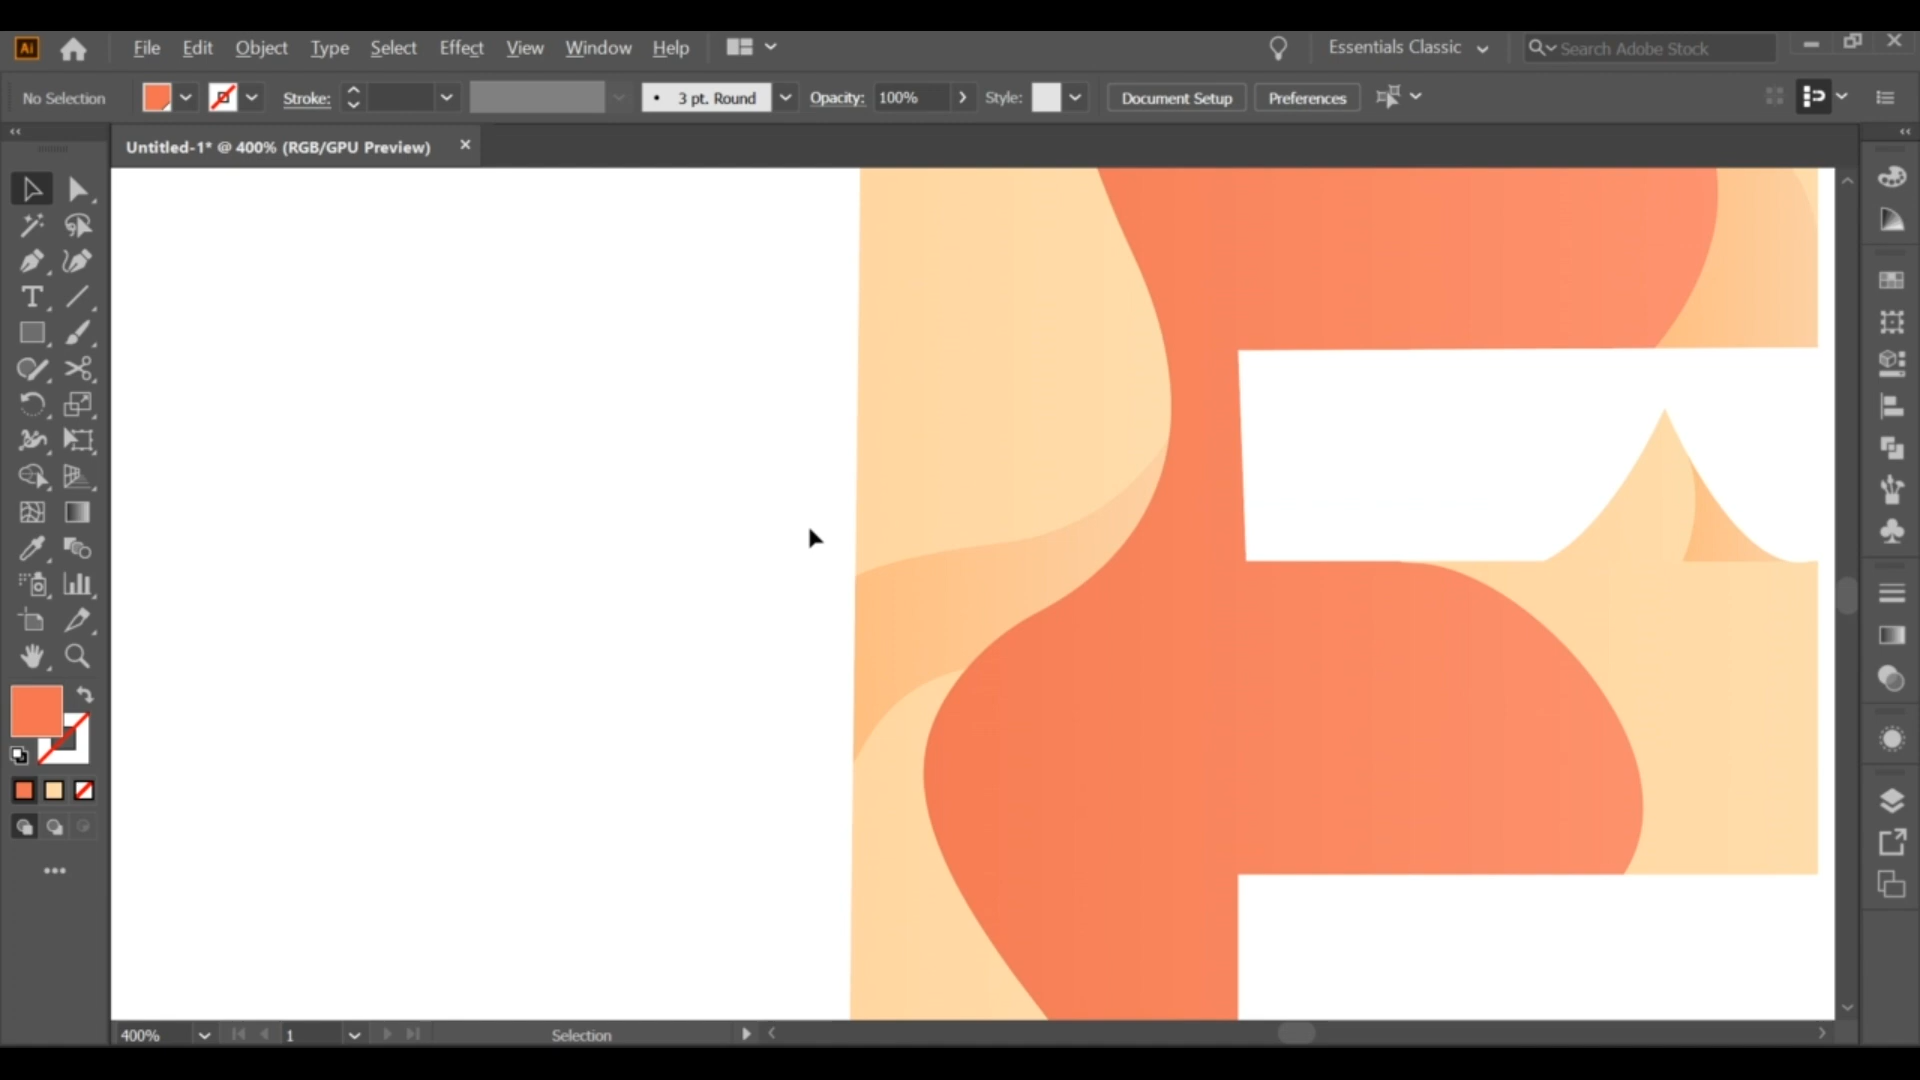 Ai File Edit Object Type Select Effect View Window Help Essentials Classic Search Adobe Stock
No Selection Stroke: 3 pt. Round Opacity: 100% Style: Document Setup Preferences
Untitled-1* @ 400% (RGB/GPU Preview)
400% 1 Selection